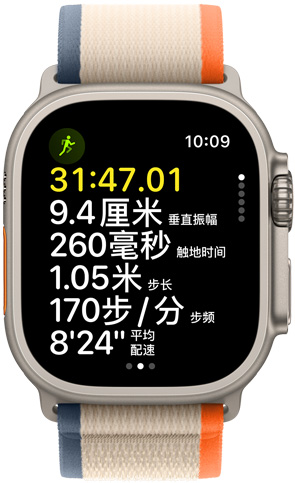 10:09
31:47.01
9.4厘米 垂直振幅
260毫秒 触地时间
1.05米 步长
170步/分 步频
8'24" 平均
配速